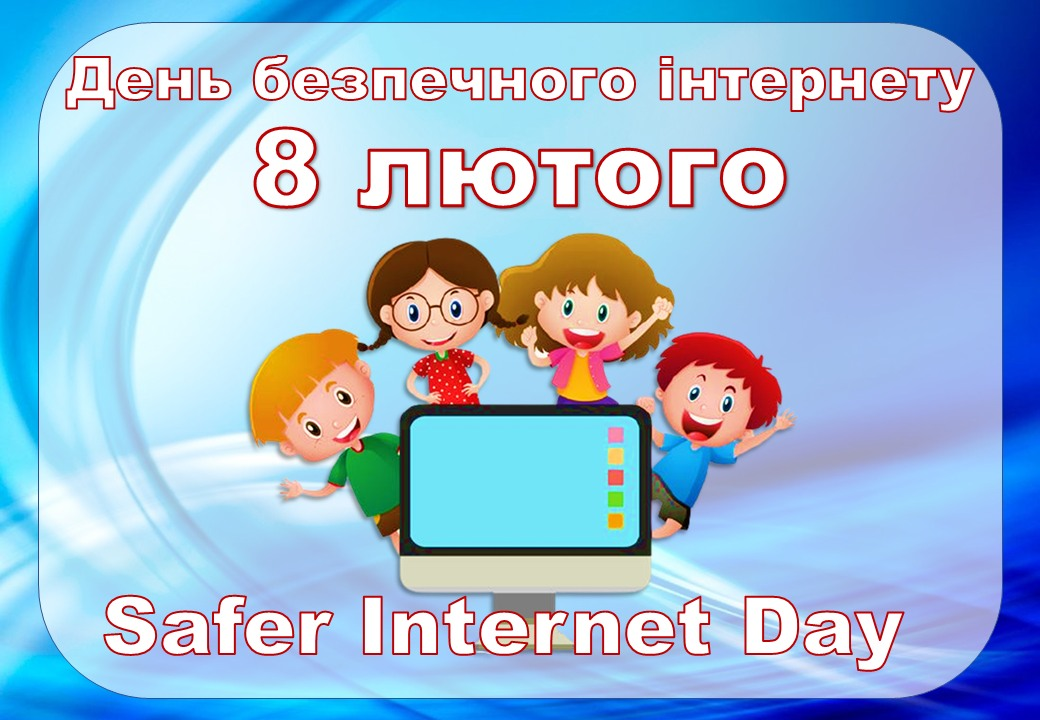 День безпечного інтернету
8 лютого
Safer Internet Day